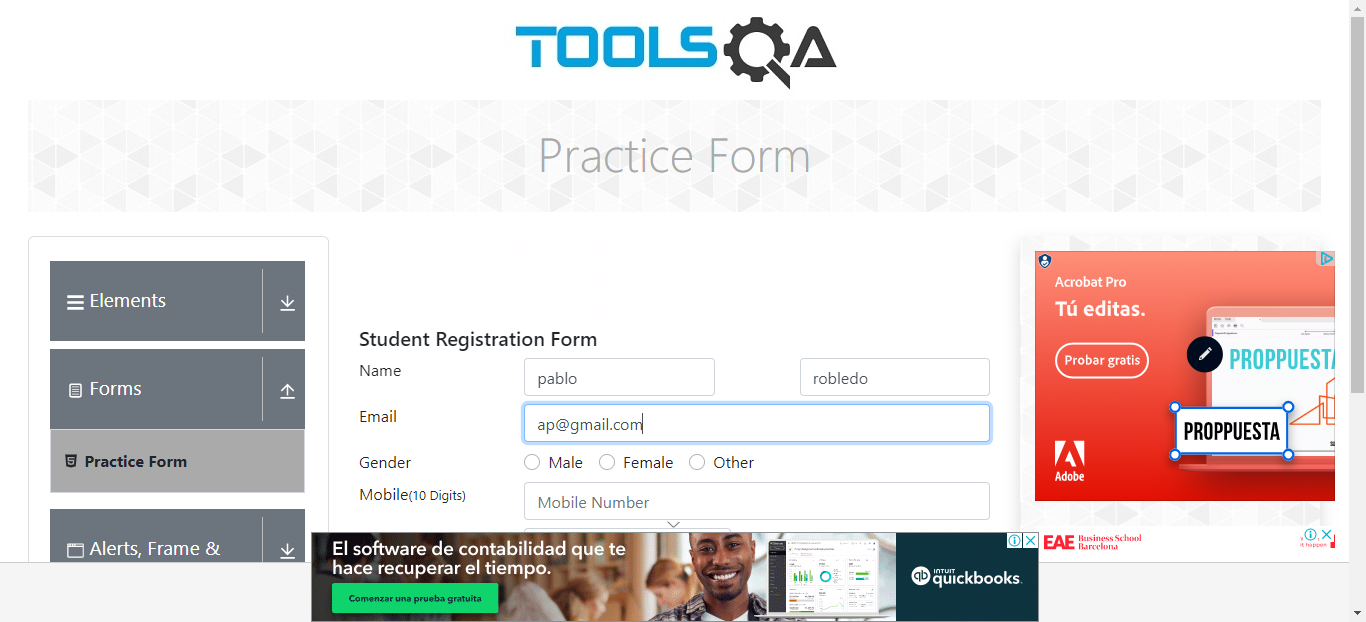 TOOLSQA
Practice Form
Elements
Forms
Practice Form
Alerts, Frame &
Student Registration Form
Name
pablo
robledo
Email
ap@gmail.com
Gender
Male
Female
Other
Mobile(10 Digits)
Mobile Number
Acrobat Pro
Tú editas.
Probar gratis
PROPPUESTA
PROPPUESTA
Adobe
EAE Business School
Barcelona
El software de contabilidad que te
hace recuperar el tiempo.
Comenzar una prueba gratuita
INTUIT
quickbooks.